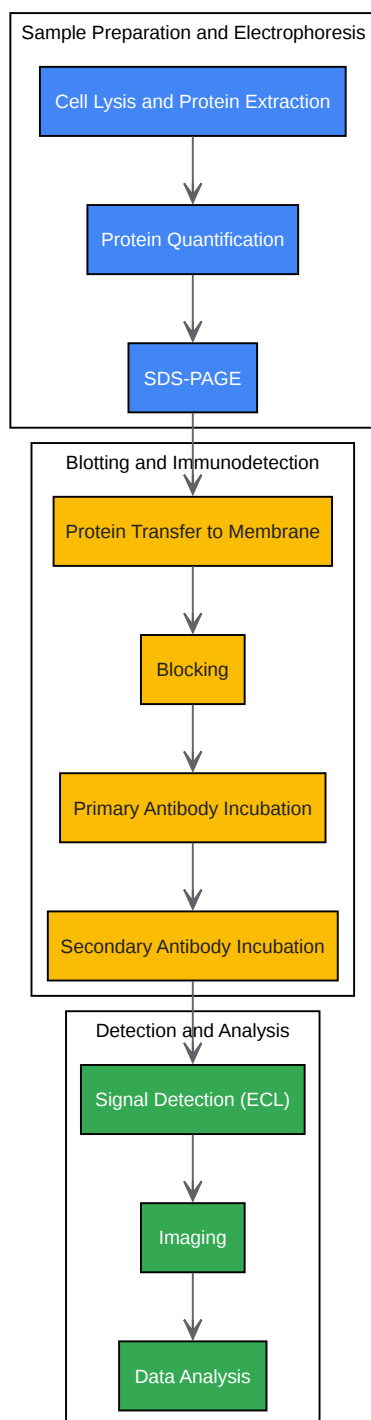 Sample Preparation and Electrophoresis
Cell Lysis and Protein Extraction
Protein Quantification
SDS-PAGE
Blotting and Immunodetection
Protein Transfer to Membrane
Blocking
Primary Antibody Incubation
Secondary Antibody Incubation
Detection and Analysis
Signal Detection (ECL)
Imaging
Data Analysis